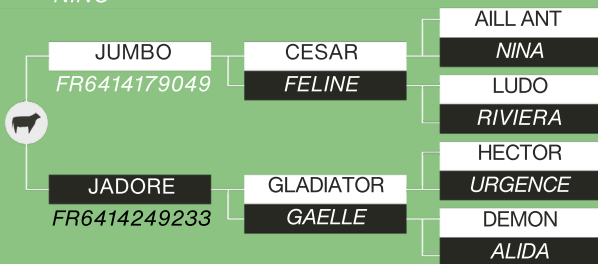 JUMBO
FR6414179049
CESAR
FELINE
AILL ANT
NINA
LUDO
RIVIERA
JADORE
FR6414249233
GLADIATOR
GAELLE
HECTOR
URGENCE
DEMON
ALIDA